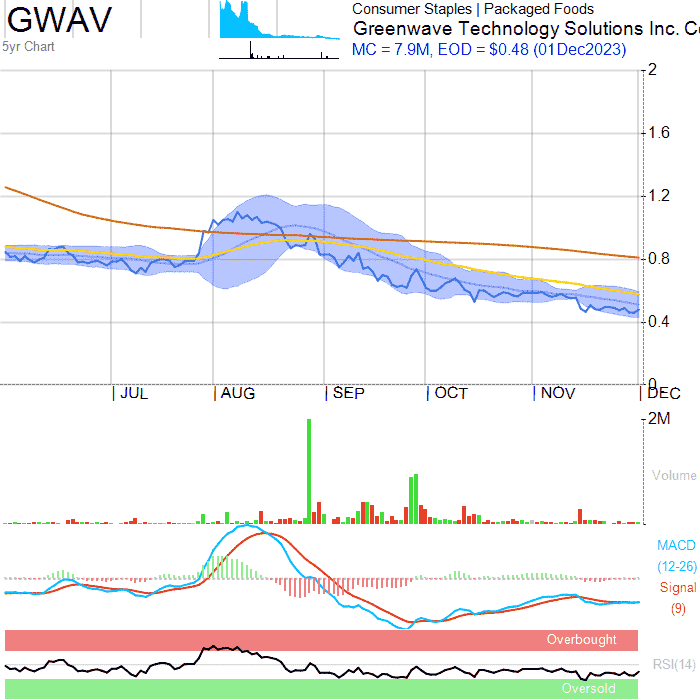 GWAV
5yr Chart
Consumer Staples | Packaged Foods
Greenwave Technology Solutions Inc. Co
MC = 7.9M, EOD = $0.48 (01Dec2023)
2
1.6
1.2
0.8
0.4
0
JUL
AUG
SEP
OCT
NOV
DEC
2M
Volume
MACD
(12-26)
Signal
(9)
Overbought
RSI(14)
Oversold